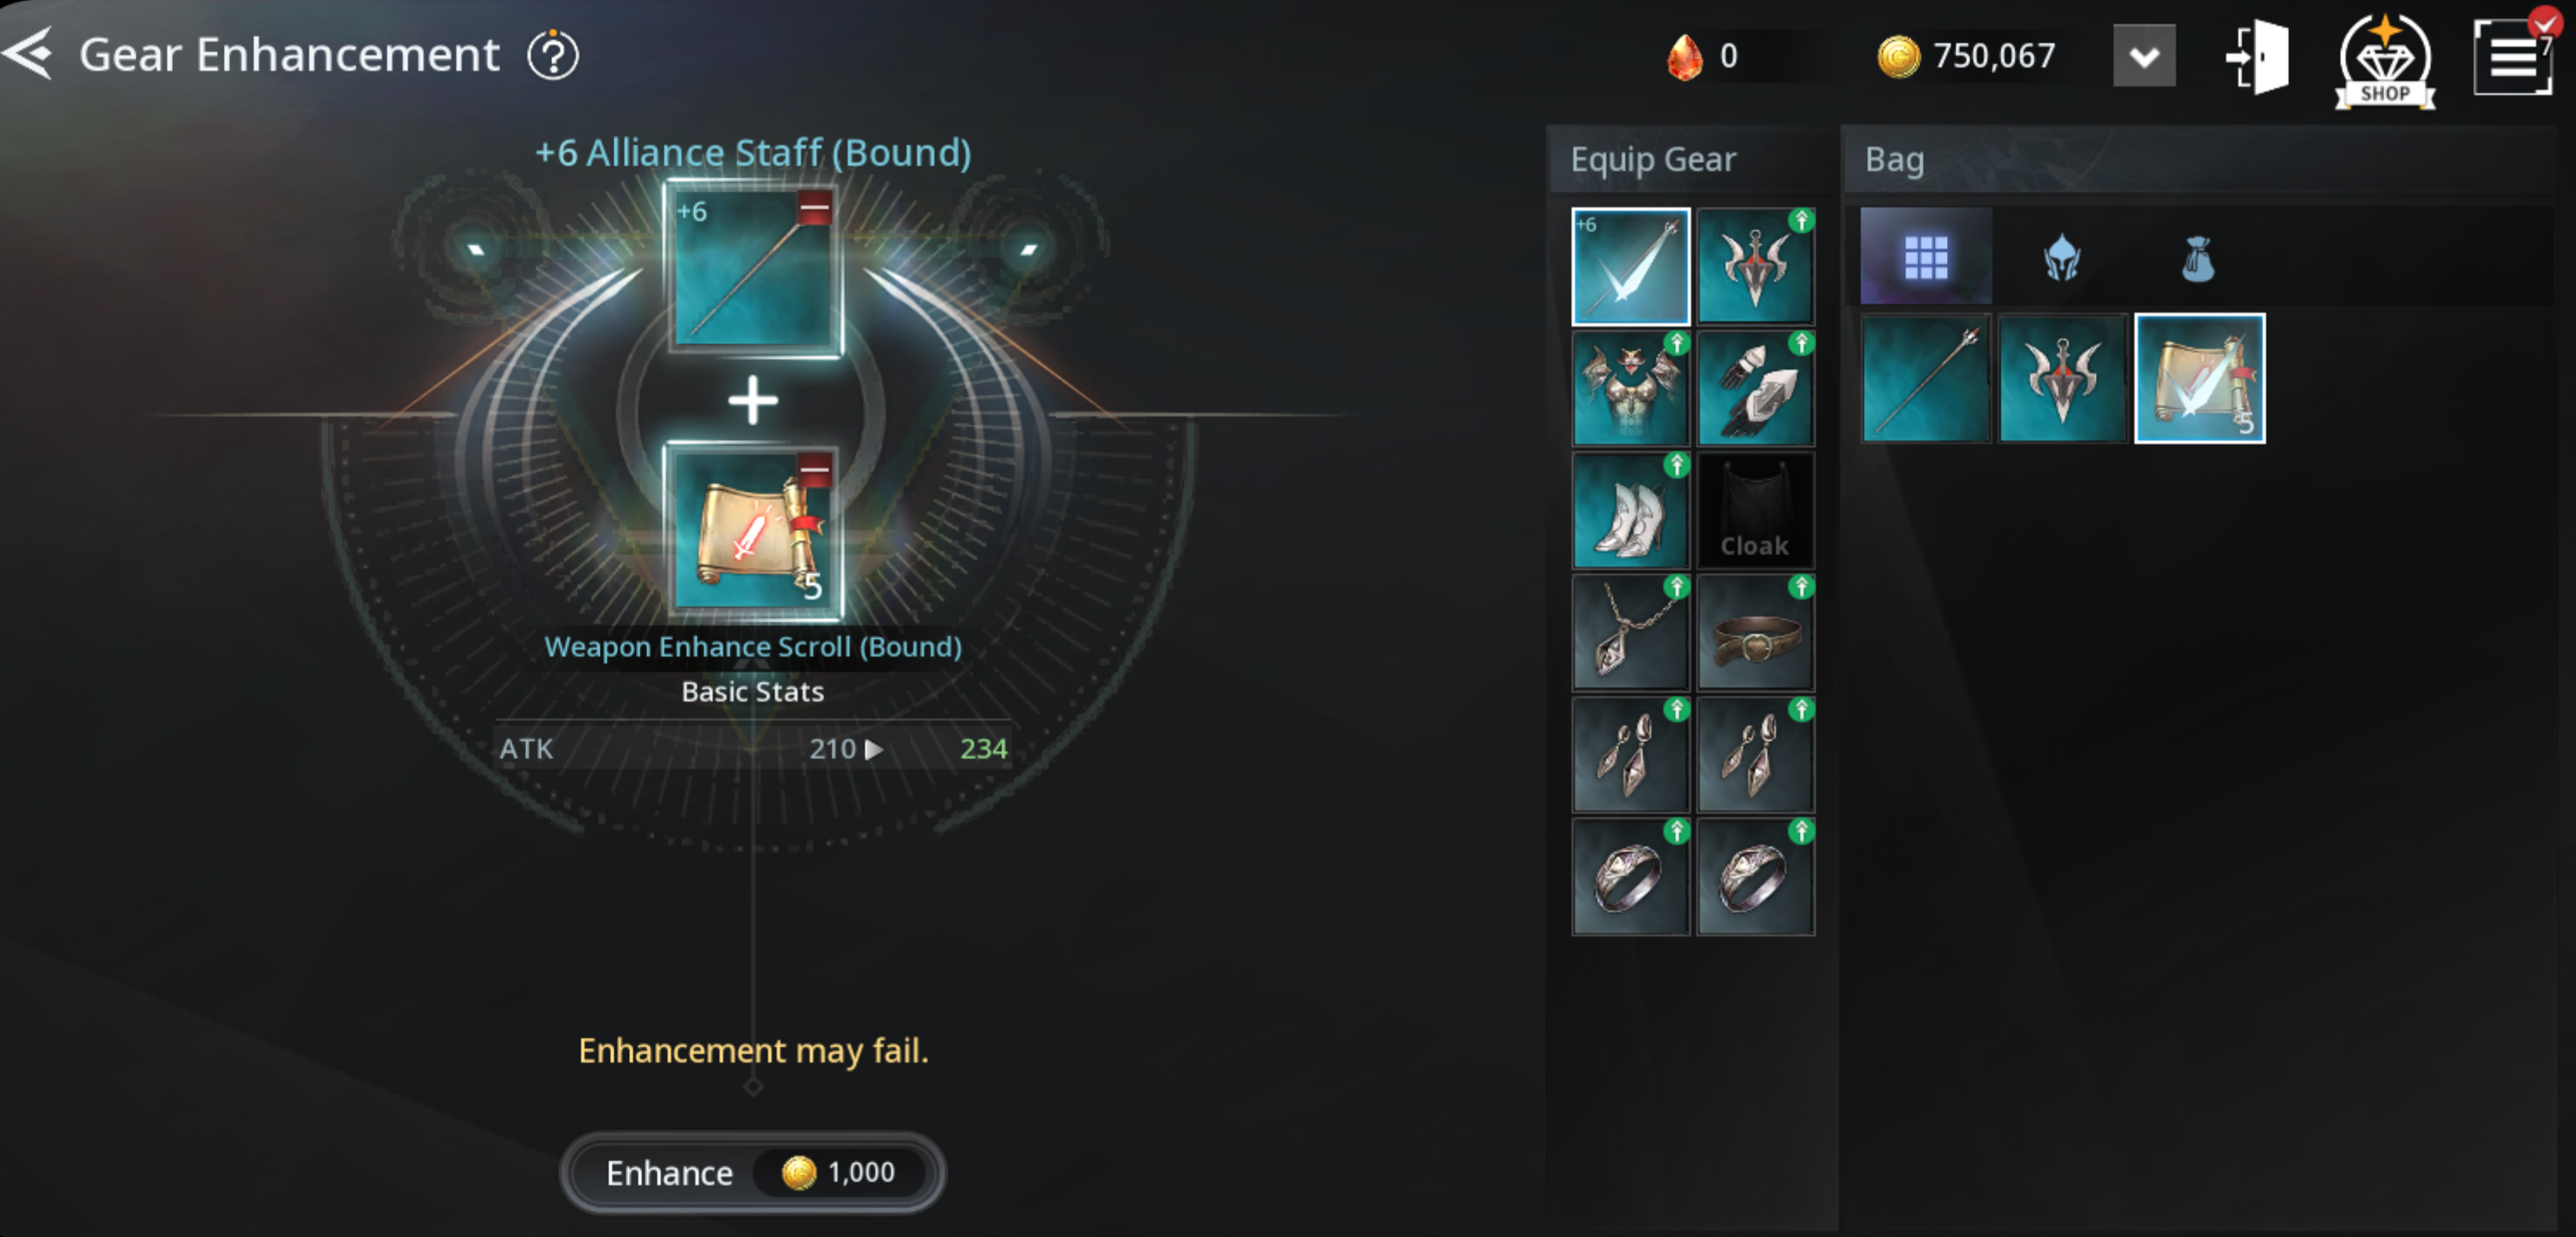 Gear Enhancement
?
0
750,067
SHOP
7
+6 Alliance Staff (Bound)
+6
5
Weapon Enhance Scroll (Bound)
Basic Stats
ATK 210 234
Enhancement may fail.
Enhance 1,000
Equip Gear
+6
Cloak
Bag
5